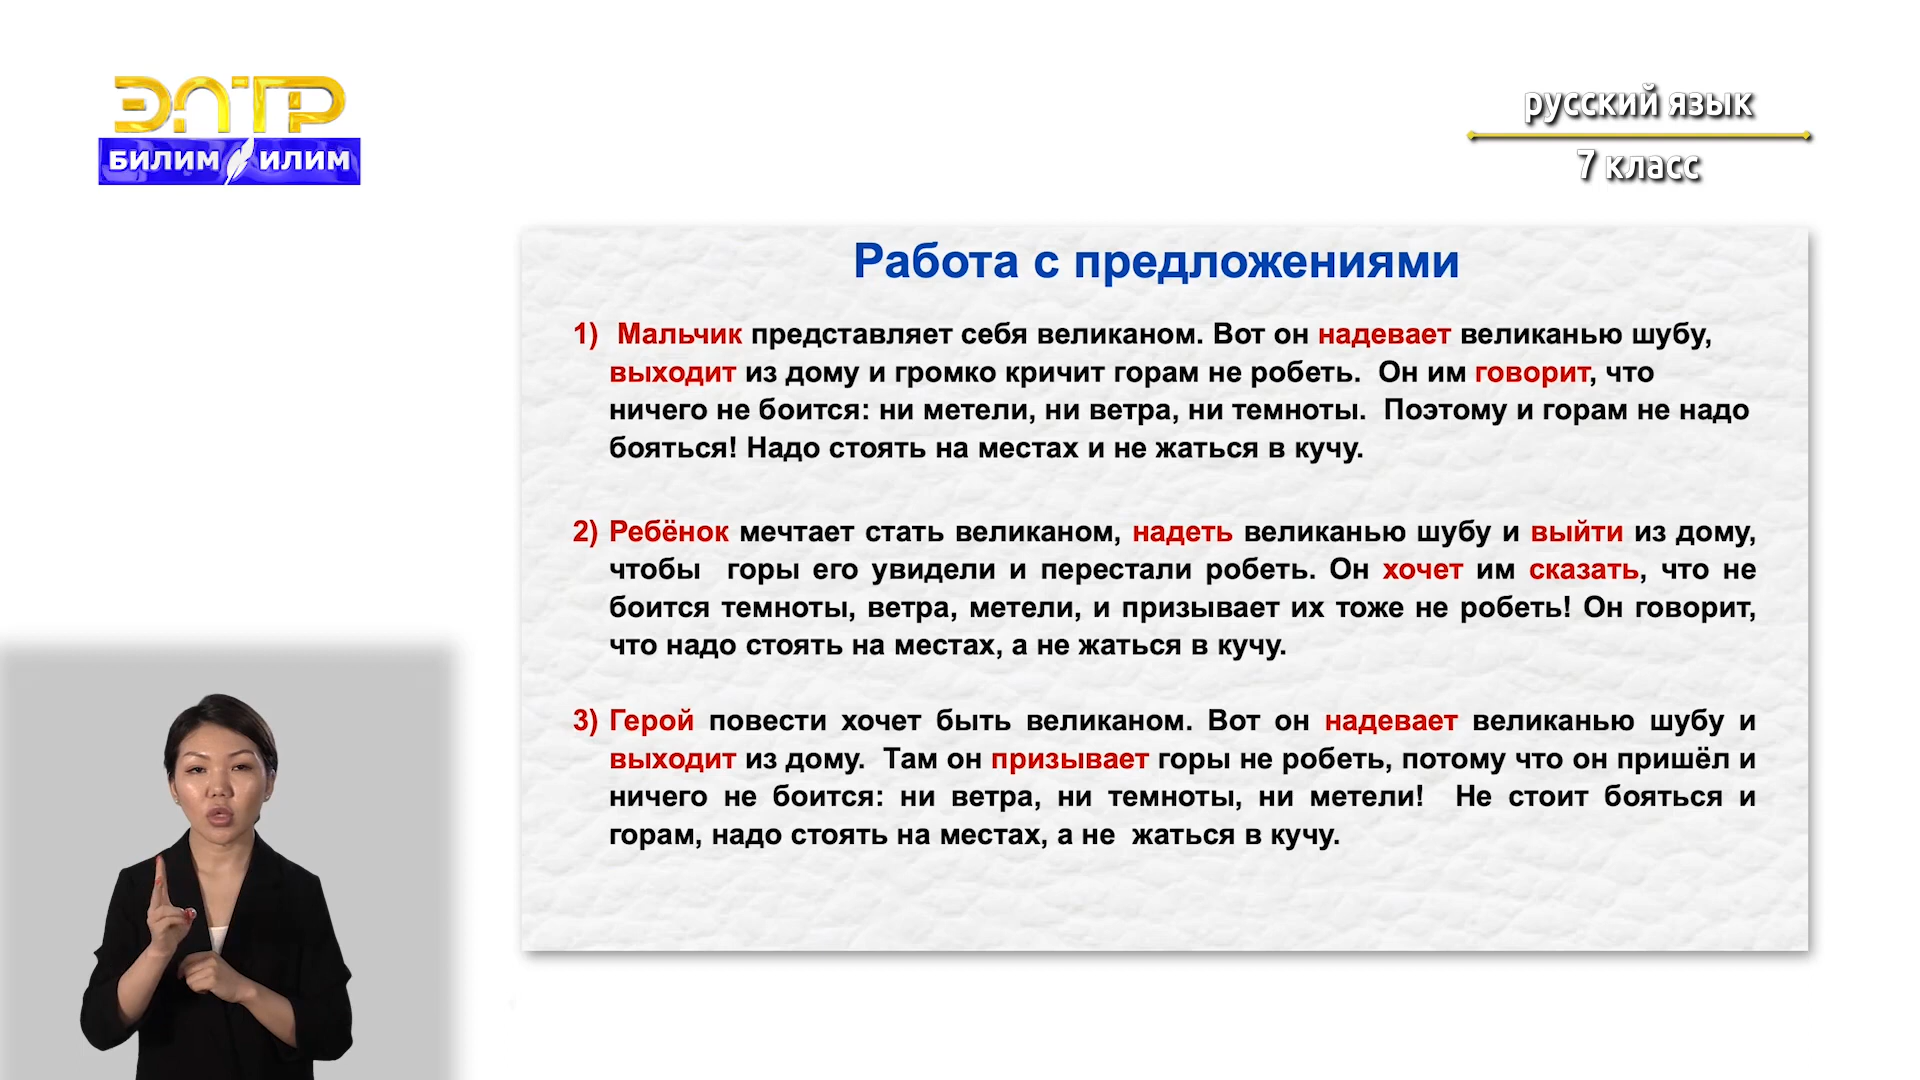 ЭЛТР
БИЛИМ ИЛИМ
русский язык
7 класс
Работа с предложениями
1) Мальчик представляет себя великаном. Вот он надевает великанью шубу,
выходит из дому и громко кричит горам не робеть. Он им говорит, что
ничего не боится: ни метели, ни ветра, ни темноты. Поэтому и горам не надо
бояться! Надо стоять на местах и не жаться в кучу.
2) Ребёнок мечтает стать великаном, надеть великанью шубу и выйти из дому,
чтобы горы его увидели и перестали робеть. Он хочет им сказать, что не
боится темноты, ветра, метели, и призывает их тоже не робеть! Он говорит,
что надо стоять на местах, а не жаться в кучу.
3) Герой повести хочет быть великаном. Вот он надевает великанью шубу и
выходит из дому. Там он призывает горы не робеть, потому что он пришёл и
ничего не боится: ни ветра, ни темноты, ни метели! Не стоит бояться и
горам, надо стоять на местах, а не жаться в кучу.